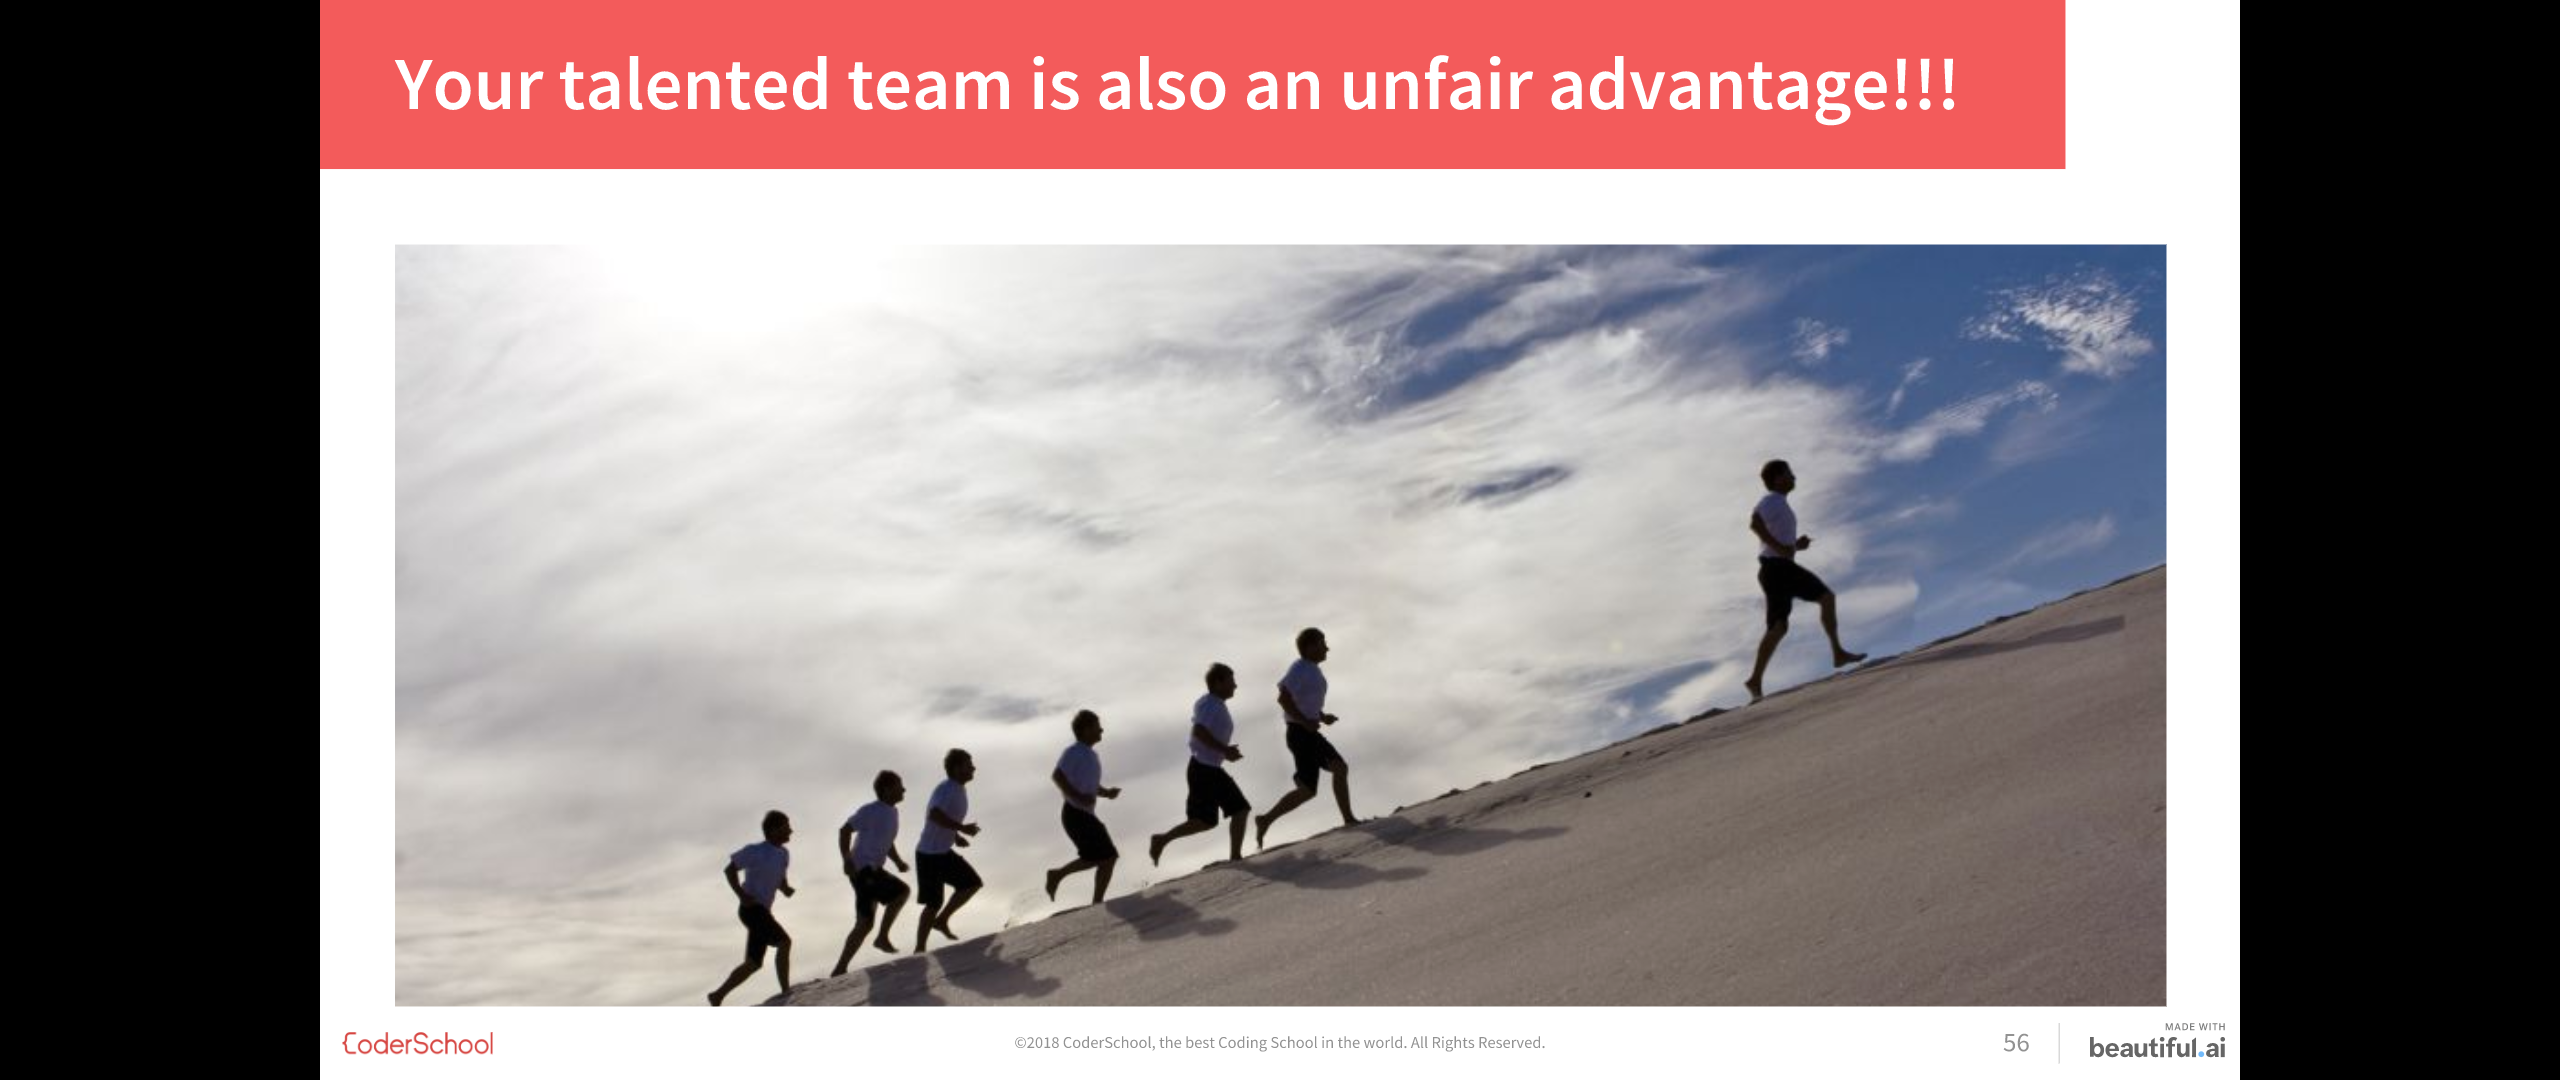 Your talented team is also an unfair advantage!!!
CoderSchool
©2018 CoderSchool, the best Coding School in the world. All Rights Reserved.
56
MADE WITH
beautiful.ai